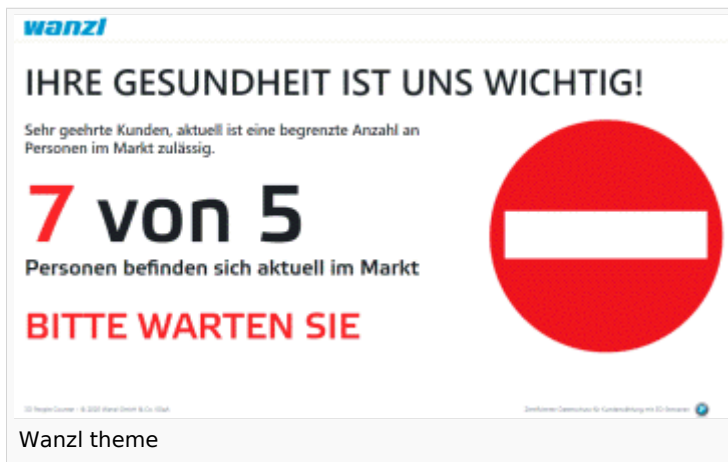 wanzl
IHRE GESUNDHEIT IST UNS WICHTIG!
Sehr geehrte Kunden, aktuell ist eine begrenzte Anzahl an
Personen im Markt zulässig.
7 von 5
Personen befinden sich aktuell im Markt
BITTE WARTEN SIE
Wanzl theme